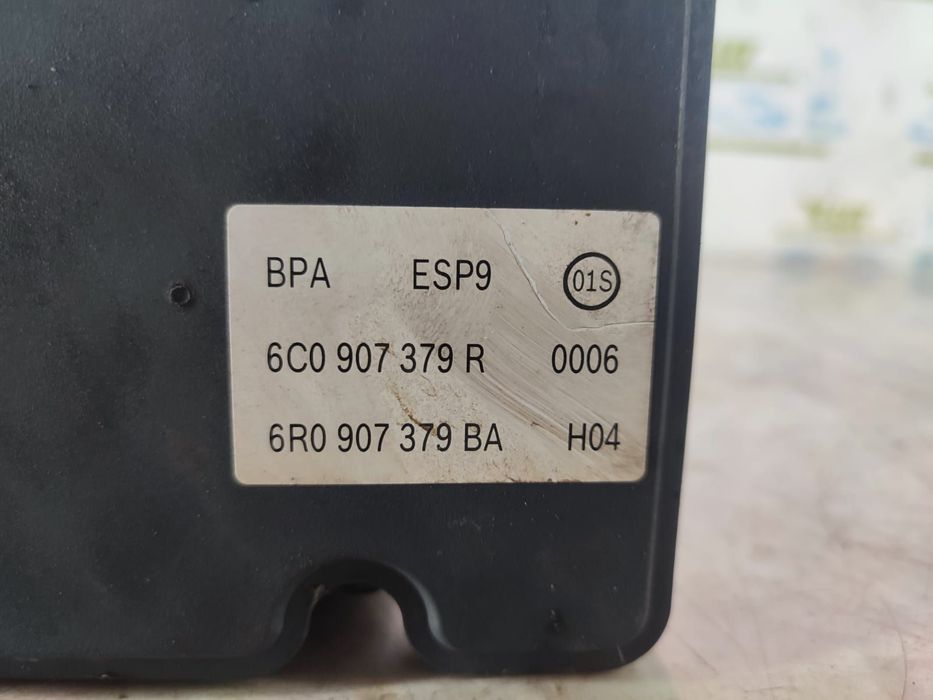 BPA ESP9 01S
6C0 907 379 R 0006
6R0 907 379 BA H04